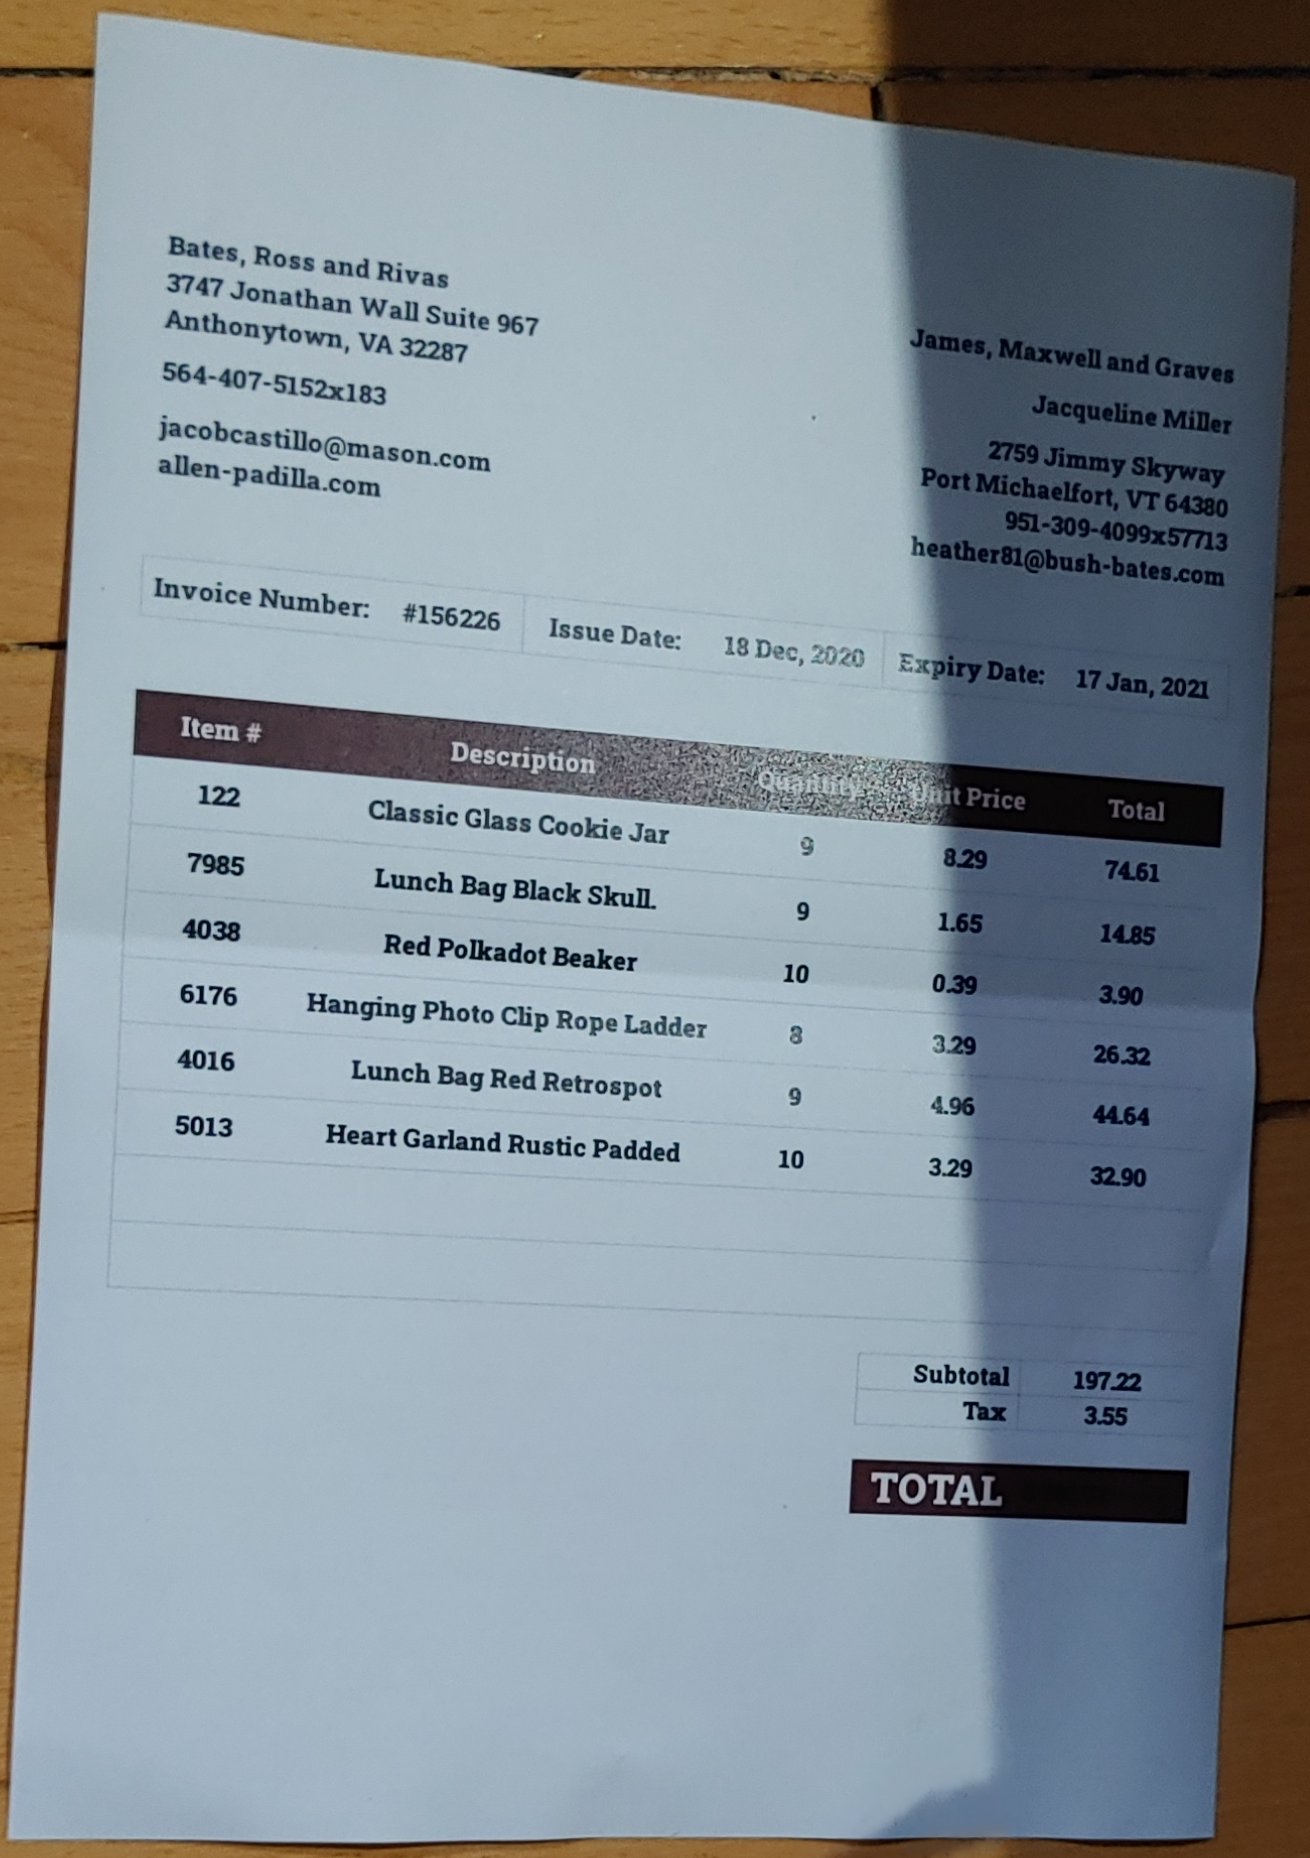 Bates, Ross and Rivas
3747 Jonathan Wall Suite 967
Anthonytown, VA 32287
564-407-5152x183
jacobcastillo@mason.com
allen-padilla.com
James, Maxwell and Graves
Jacqueline Miller
2759 Jimmy Skyway
Port Michaelfort, VT 64380
951-309-4099x57713
heather81@bush-bates.com
Invoice Number: #156226 Issue Date: 18 Dec, 2020 Expiry Date: 17 Jan, 2021
Item # Description Quantity Unit Price Total
122 Classic Glass Cookie Jar 9 8.29 74.61
7985 Lunch Bag Black Skull. 9 1.65 14.85
4038 Red Polkadot Beaker 10 0.39 3.90
6176 Hanging Photo Clip Rope Ladder 8 3.29 26.32
4016 Lunch Bag Red Retrospot 9 4.96 44.64
5013 Heart Garland Rustic Padded 10 3.29 32.90
Subtotal 197.22
Tax 3.55
TOTAL